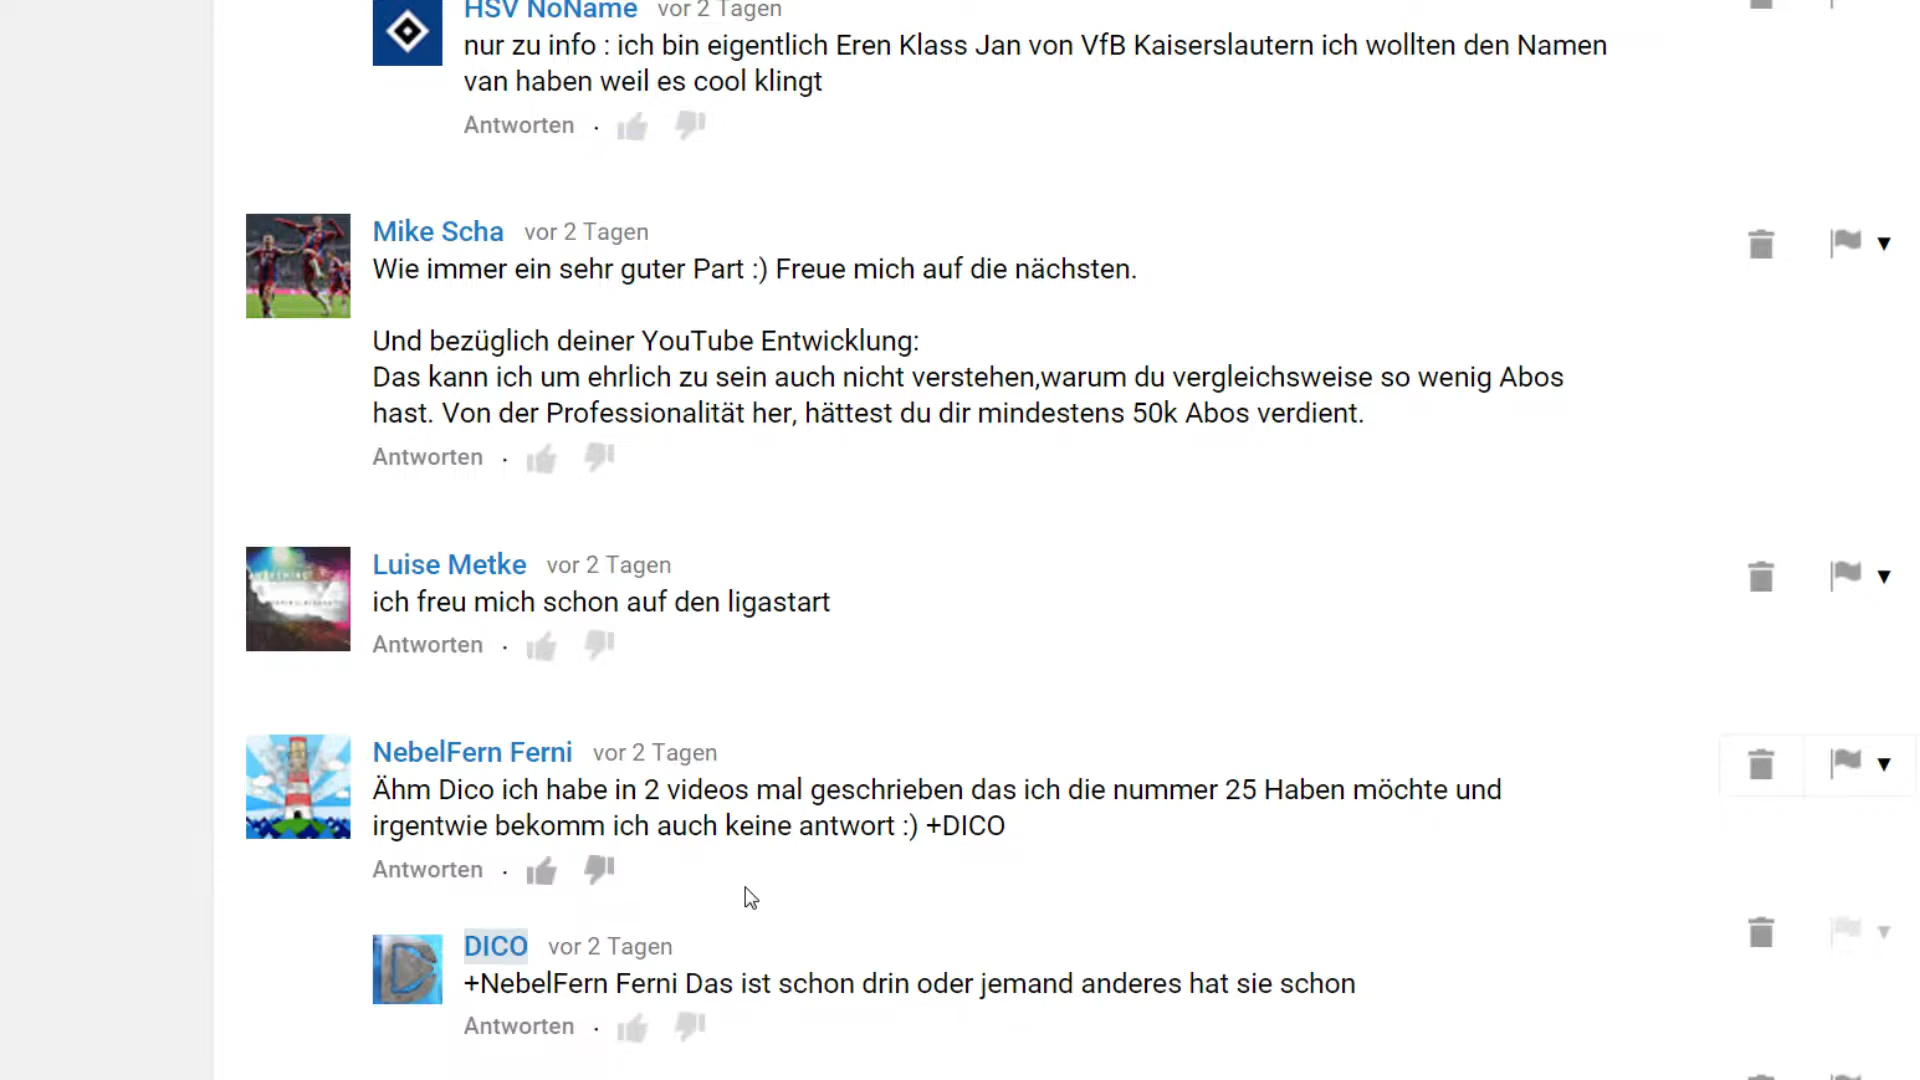 HSV NoName vor 2 Tagen
nur zu info : ich bin eigentlich Eren Klass Jan von VfB Kaiserslautern ich wollten den Namen
van haben weil es cool klingt
Antworten ·
Mike Scha vor 2 Tagen
Wie immer ein sehr guter Part :) Freue mich auf die nächsten.
Und bezüglich deiner YouTube Entwicklung:
Das kann ich um ehrlich zu sein auch nicht verstehen,warum du vergleichsweise so wenig Abos
hast. Von der Professionalität her, hättest du dir mindestens 50k Abos verdient.
Antworten ·
Luise Metke vor 2 Tagen
ich freu mich schon auf den ligastart
Antworten ·
NebelFern Ferni vor 2 Tagen
Ähm Dico ich habe in 2 videos mal geschrieben das ich die nummer 25 Haben möchte und
irgentwie bekomm ich auch keine antwort :) +DICO
Antworten ·
DICO vor 2 Tagen
+NebelFern Ferni Das ist schon drin oder jemand anderes hat sie schon
Antworten ·